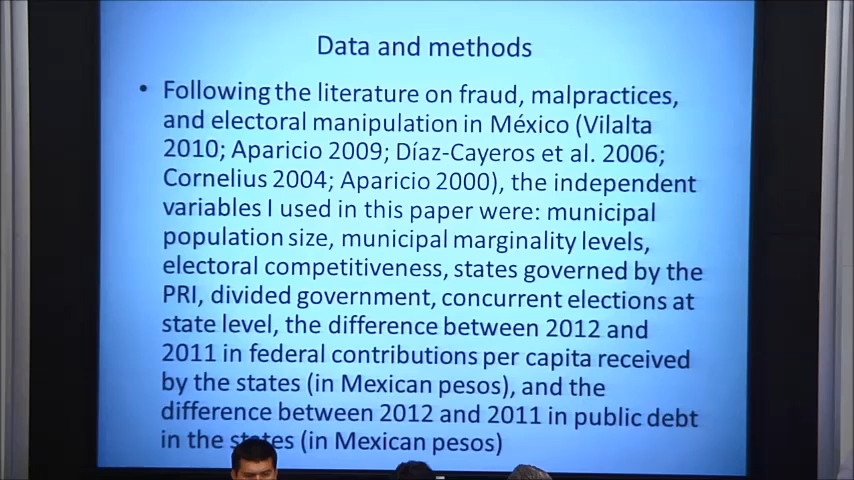 Data and methods
• Following the literature on fraud, malpractices,
and electoral manipulation in México (Vilalta
2010; Aparicio 2009; Díaz-Cayeros et al. 2006;
Cornelius 2004; Aparicio 2000), the independent
variables I used in this paper were: municipal
population size, municipal marginality levels,
electoral competitiveness, states governed by the
PRI, divided government, concurrent elections at
state level, the difference between 2012 and
2011 in federal contributions per capita received
by the states (in Mexican pesos), and the
difference between 2012 and 2011 in public debt
in the states (in Mexican pesos)